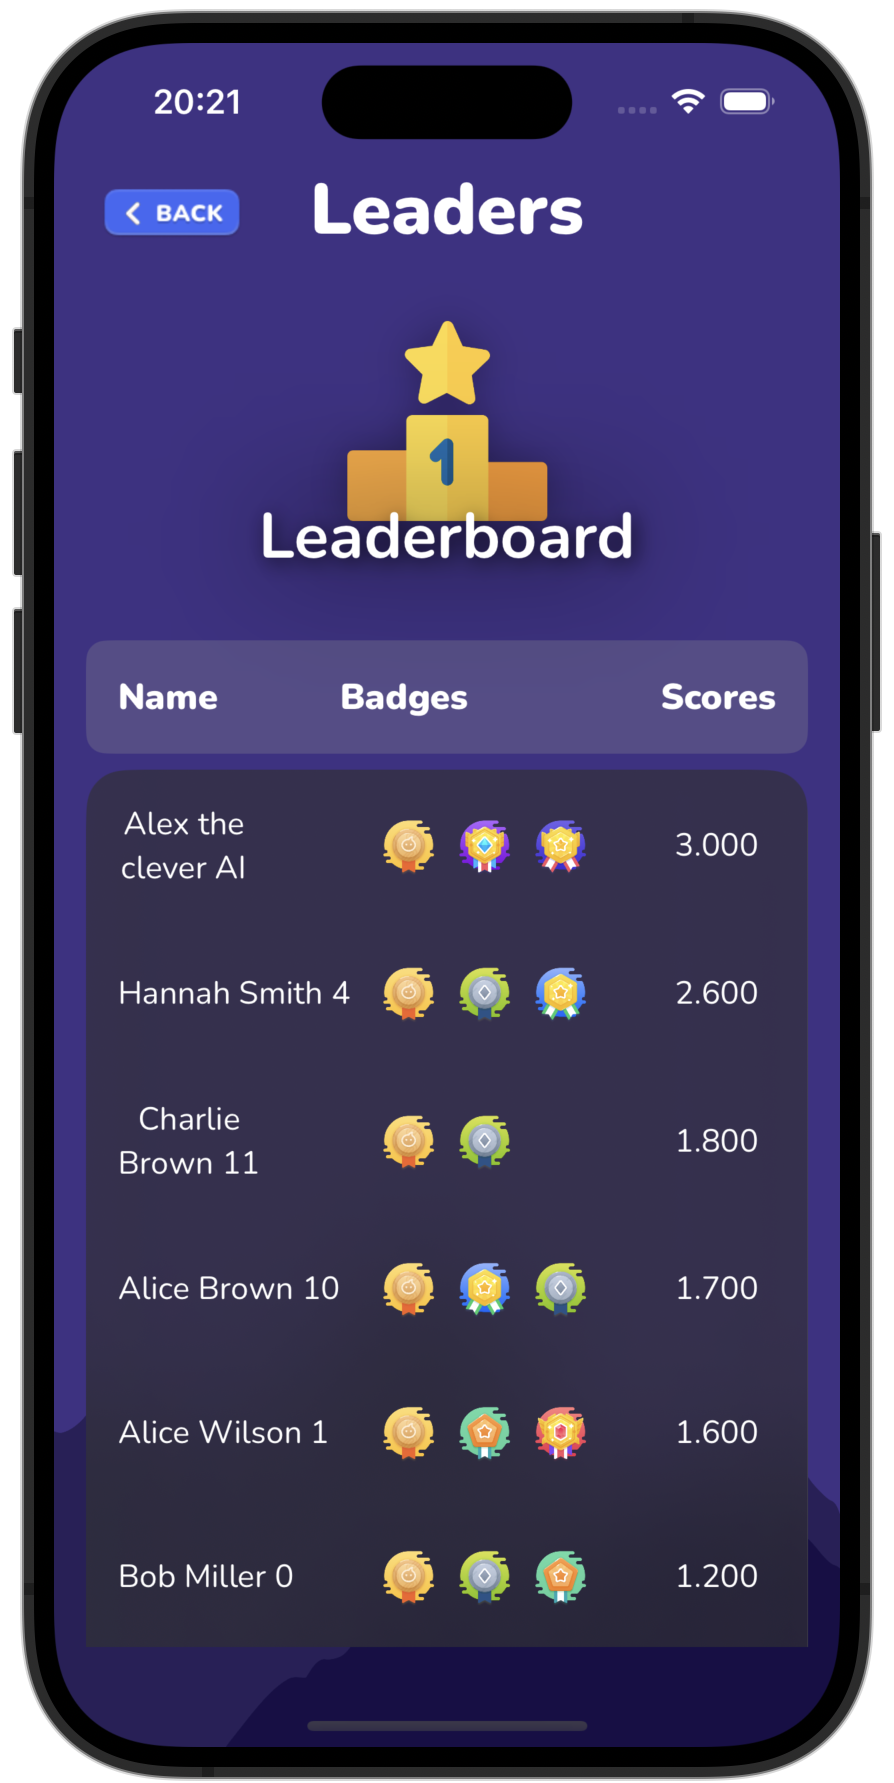 20:21
BACK
Leaders
1
Leaderboard
Name Badges Scores
Alex the
clever AI
3.000
Hannah Smith 4 2.600
Charlie
Brown 11
1.800
Alice Brown 10 1.700
Alice Wilson 1 1.600
Bob Miller 0 1.200